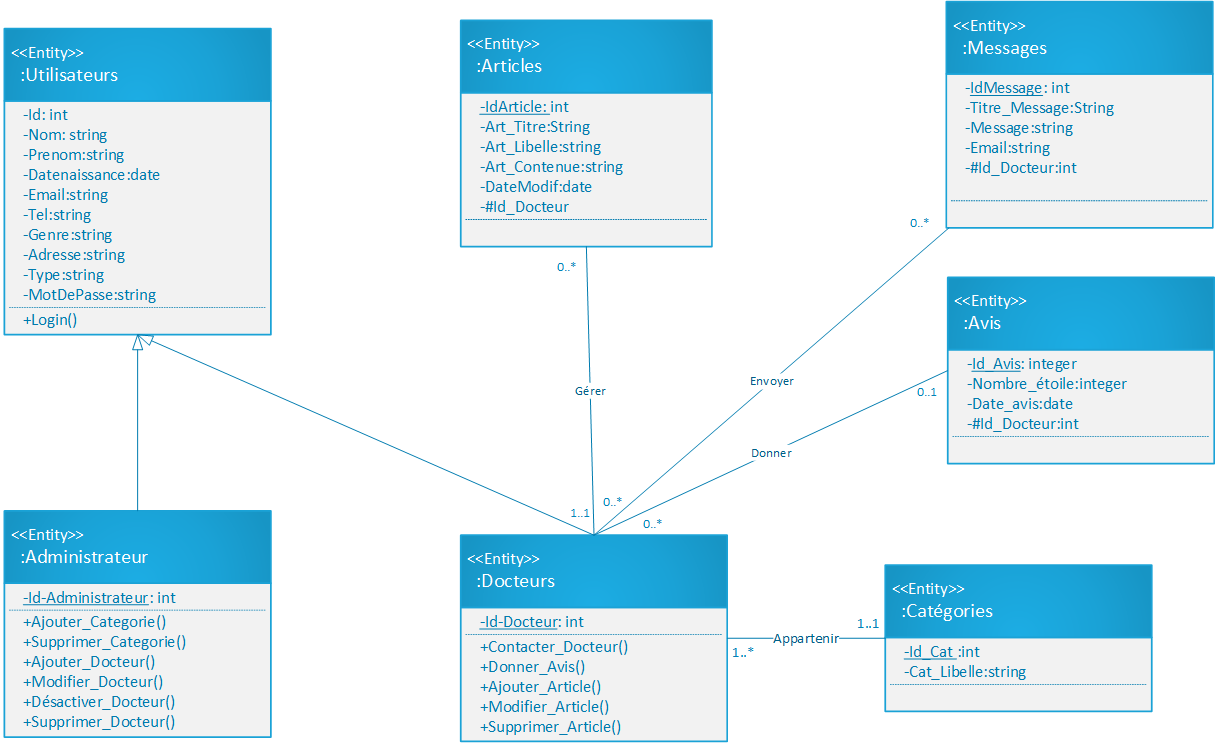 <<Entity>>
:Utilisateurs
-Id: int
-Nom: string
-Prenom:string
-Datenaissance:date
-Email:string
-Tel:string
-Genre:string
-Adresse:string
-Type:string
-MotDePasse:string
+Login()
<<Entity>>
:Articles
-IdArticle: int
-Art_Titre:String
-Art_Libelle:string
-Art_Contenue:string
-DateModif:date
-#Id_Docteur
<<Entity>>
:Messages
-IdMessage: int
-Titre_Message:String
-Message:string
-Email:string
-#Id_Docteur:int
0..*
0..*
<<Entity>>
:Avis
-Id_Avis: integer
-Nombre_étoile:integer
-Date_avis:date
-#Id_Docteur:int
Envoyer
Gérer
0..1
Donner
0..*
1..1
0..*
<<Entity>>
:Administrateur
-Id-Administrateur: int
+Ajouter_Categorie()
+Supprimer_Categorie()
+Ajouter_Docteur()
+Modifier_Docteur()
+Désactiver_Docteur()
+Supprimer_Docteur()
<<Entity>>
:Docteurs
-Id-Docteur: int
+Contacter_Docteur()
+Donner_Avis()
+Ajouter_Article()
+Modifier_Article()
+Supprimer_Article()
1..1
Appartenir
1..*
<<Entity>>
:Catégories
-Id_Cat :int
-Cat_Libelle:string